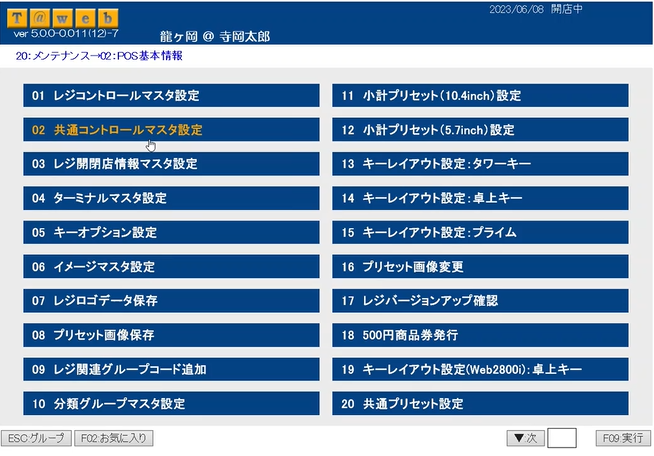 T@web
2023/06/08 開店中
ver 5.0.0-0.011(12)-7
龍ヶ岡 @ 寺岡太郎
20:メンテナンス→02:POS基本情報
01 レジコントロールマスタ設定
02 共通コントロールマスタ設定
03 レジ開閉店情報マスタ設定
04 ターミナルマスタ設定
05 キーオプション設定
06 イメージマスタ設定
07 レジロゴデータ保存
08 プリセット画像保存
09 レジ関連グループコード追加
10 分類グループマスタ設定
11 小計プリセット(10.4inch)設定
12 小計プリセット(5.7inch)設定
13 キーレイアウト設定:タワーキー
14 キーレイアウト設定:卓上キー
15 キーレイアウト設定:プライム
16 プリセット画像変更
17 レジバージョンアップ確認
18 500円商品券発行
19 キーレイアウト設定(Web2800i):卓上キー
20 共通プリセット設定
ESC:グループ F02:お気に入り ▼:次 F09:実行